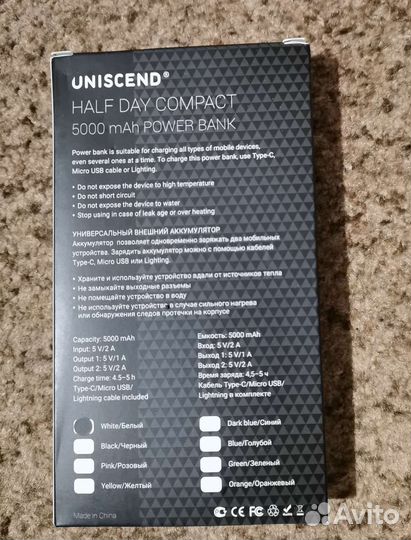 UNISCEND®
HALF DAY COMPACT
5000 mAh POWER BANK
Power bank is suitable for charging all types of mobile devices,
even several ones at a time. To charge this power bank, use Type-C,
Micro USB cable or Lighting.
• Do not expose the device to high temperature
• Do not short circuit
• Do not expose the device to water
• Stop using in case of leak age or over heating
УНИВЕРСАЛЬНЫЙ ВНЕШНИЙ АККУМУЛЯТОР
Аккумулятор позволяет одновременно заряжать два мобильных
устройства. Зарядить аккумулятор можно с помощью кабелей
Type-C, Micro USB или Lighting.
• Храните и используйте устройство вдали от источников тепла
• Не замыкайте выходные разъемы
• Не помещайте устройство в воду
• Не используйте устройство в случае сильного нагрева
или обнаружения следов протечки на корпусе
Capacity: 5000 mAh
Input: 5 V/2 A
Output 1: 5 V/1 A
Output 2: 5 V/2 A
Charge time: 4.5–5 h
Type-C/Micro USB/
Lightning cable included
Емкость: 5000 mAh
Вход: 5 V/2 A
Выход 1: 5 V/1 A
Выход 2: 5 V/2 A
Время заряда: 4,5–5 ч
Кабель Type-C/Micro USB/
Lightning в комплекте
White/Белый
Black/Черный
Pink/Розовый
Yellow/Желтый
Dark blue/Синий
Blue/Голубой
Green/Зеленый
Orange/Оранжевый
Made in China
Avito